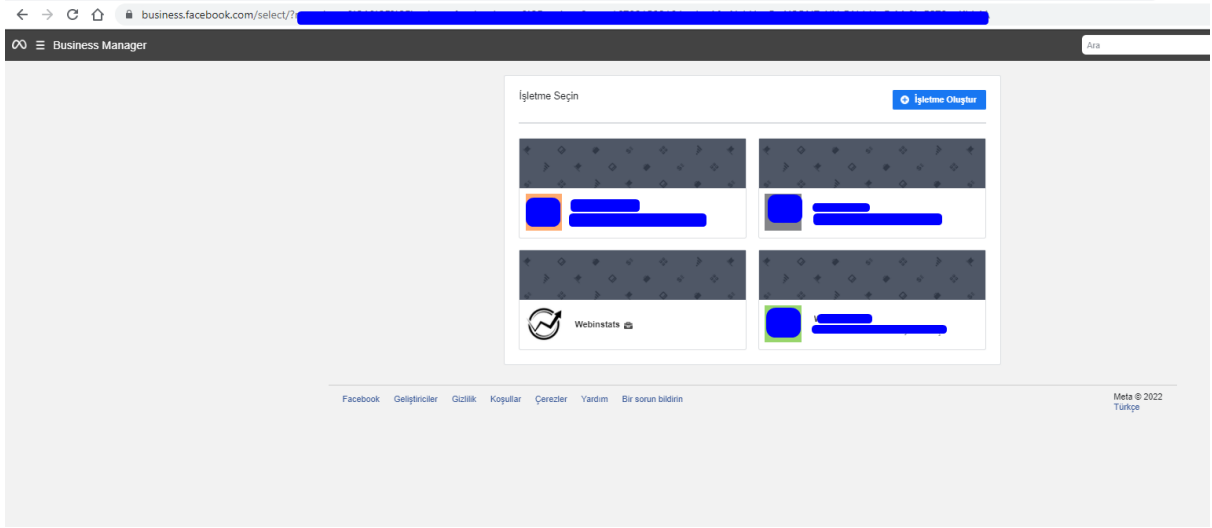 business.facebook.com/select/?
Business Manager
Ara
İşletme Seçin
İşletme Oluştur
Webinstats
Facebook Geliştiriciler Gizlilik Koşullar Çerezler Yardım Bir sorun bildirin
Meta © 2022
Türkçe